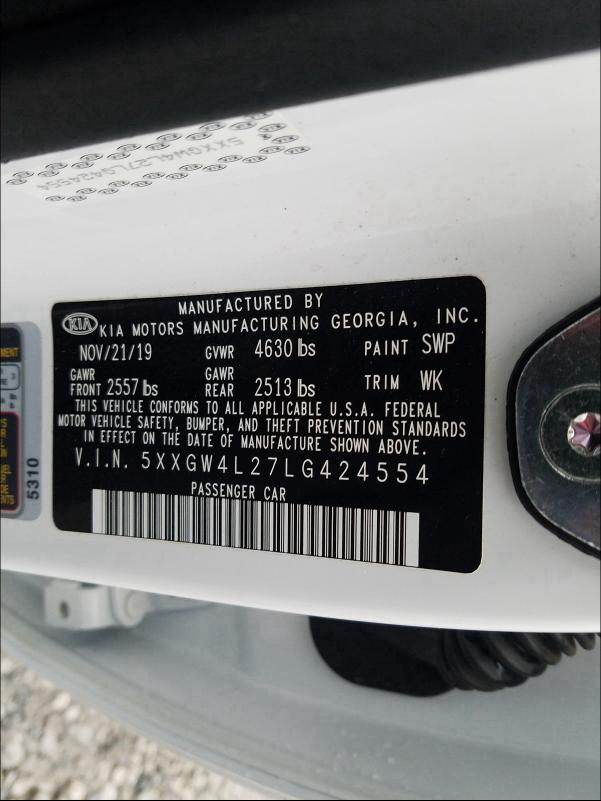 5XXGW4L27LG424554
MANUFACTURED BY
KIA KIA MOTORS MANUFACTURING GEORGIA, INC.
NOV/21/19 GVWR 4630 lbs PAINT SWP
GAWR FRONT 2557 lbs GAWR REAR 2513 lbs TRIM WK
THIS VEHICLE CONFORMS TO ALL APPLICABLE U.S.A. FEDERAL
MOTOR VEHICLE SAFETY, BUMPER, AND THEFT PREVENTION STANDARDS
IN EFFECT ON THE DATE OF MANUFACTURE SHOWN ABOVE.
V.I.N. 5XXGW4L27LG424554
PASSENGER CAR
5310